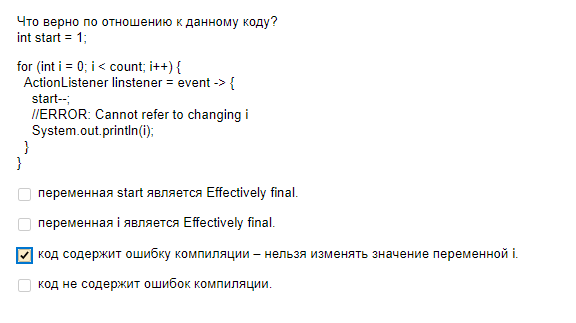 Что верно по отношению к данному коду?
int start = 1;
for (int i = 0; i < count; i++) {
ActionListener linstener = event -> {
start--;
//ERROR: Cannot refer to changing i
System.out.println(i);
}
}
переменная start является Effectively final.
переменная i является Effectively final.
код содержит ошибку компиляции – нельзя изменять значение переменной i.
код не содержит ошибок компиляции.